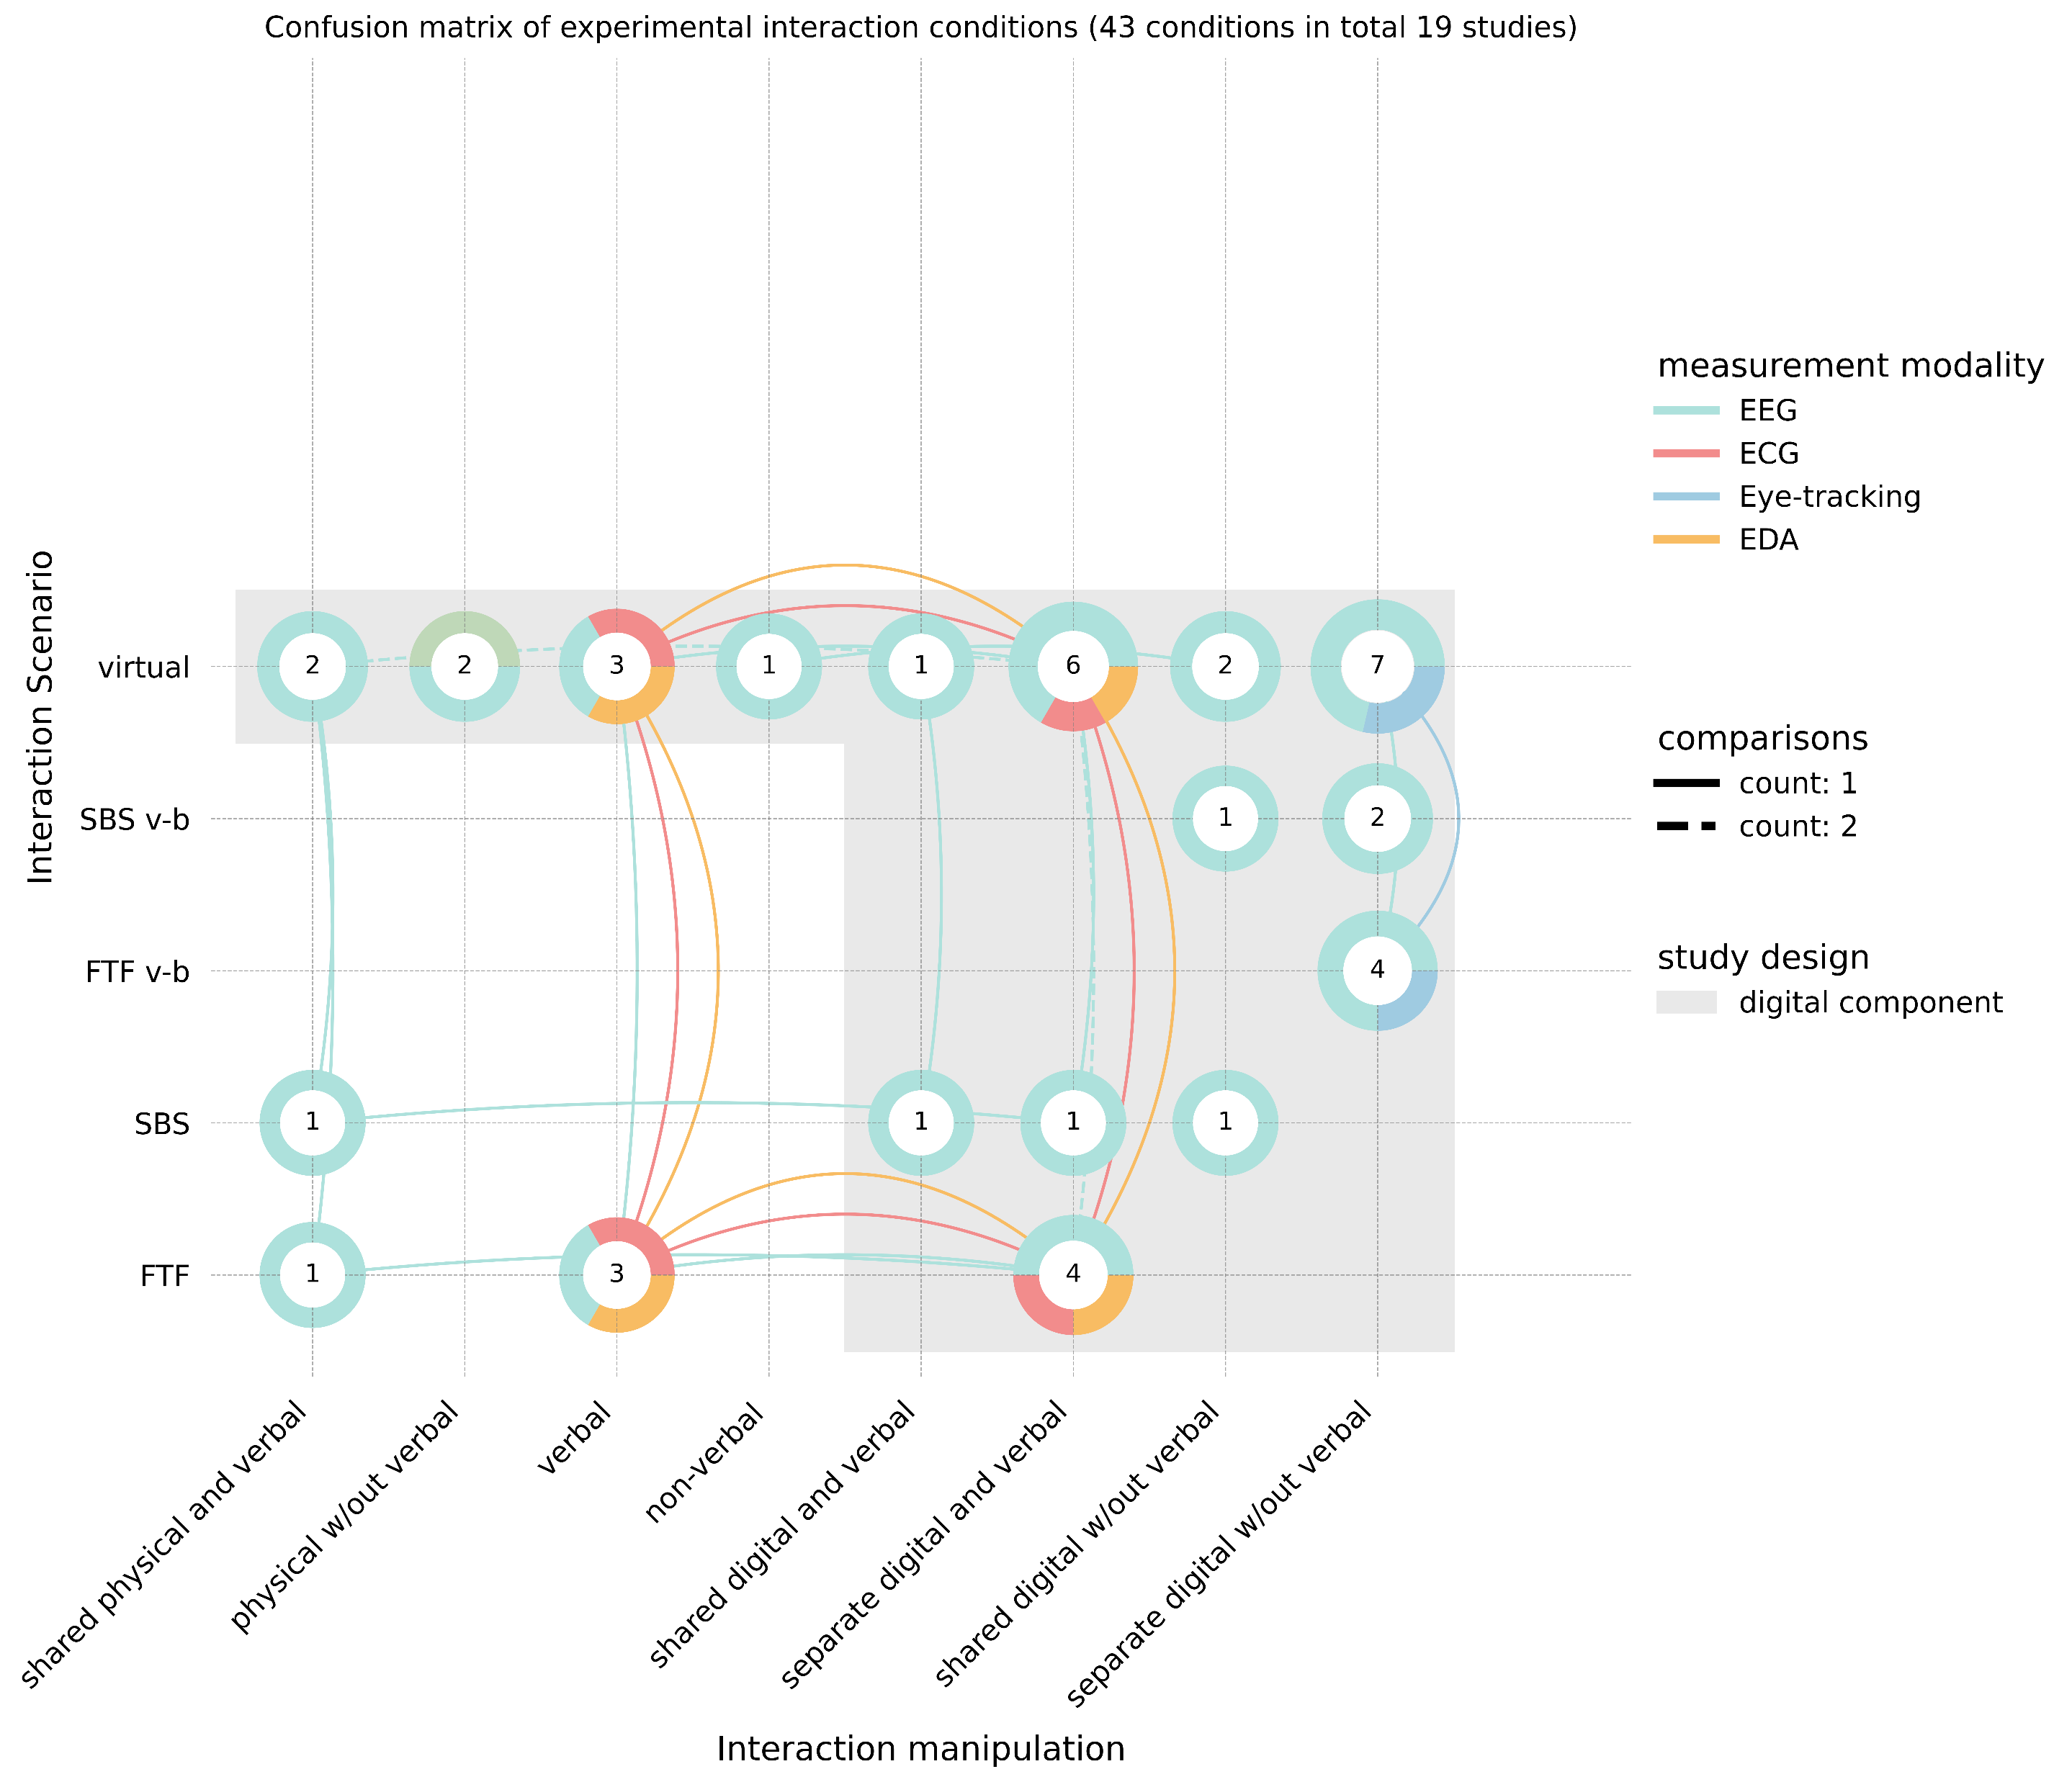 Confusion matrix of experimental interaction conditions (43 conditions in total 19 studies)
measurement modality
EEG
ECG
Eye-tracking
EDA
comparisons
count: 1
count: 2
study design
digital component
Interaction Scenario
virtual
2
2
3
1
1
6
2
7
SBS v-b
1
2
FTF v-b
4
SBS
1
1
1
1
FTF
1
3
4
shared physical and verbal
physical w/out verbal
verbal
non-verbal
shared digital and verbal
separate digital and verbal
shared digital w/out verbal
separate digital w/out verbal
Interaction manipulation